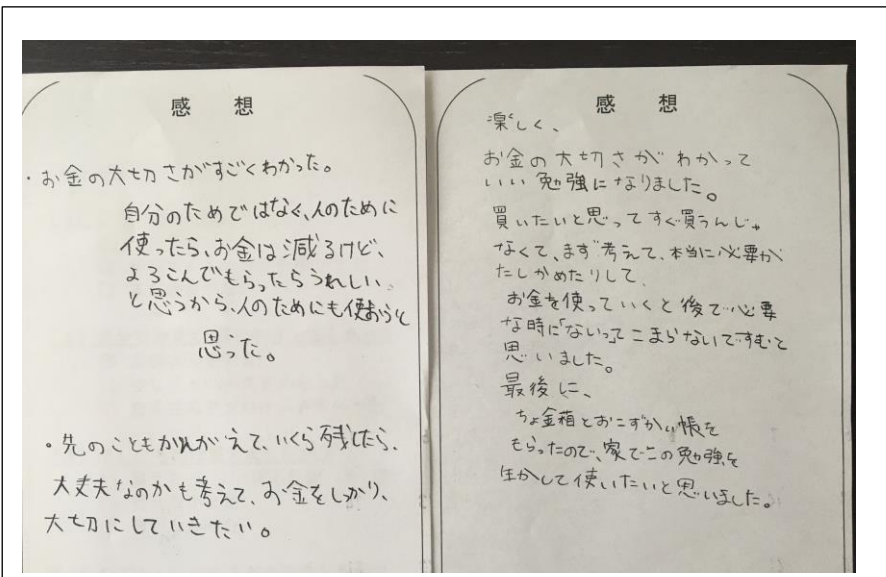 感想
・お金の大切さがすごくわかった。
自分のためではなく、人のために
使ったら、お金は減るけど、
よろこんでもらったらうれしい。
と思うから、人のためにも使おうと
思った。
・先のこともかんがえて、いくら残したら、
大丈夫なのかも考えて、お金をしっかり、
大切にしていきたい。
感想
楽しく、
お金の大切さがわかって
いい勉強になりました。
買いたいと思ってすぐ買うんじゃ
なくて、まず考えて、本当に必要か
たしかめたりして、
お金を使っていくと後で必要
な時に「ない」ってこまらないですむと
思いました。
最後に、
ちょ金箱とおこずかい帳を
もらったので、家でこの勉強を
生かして使いたいと思いました。